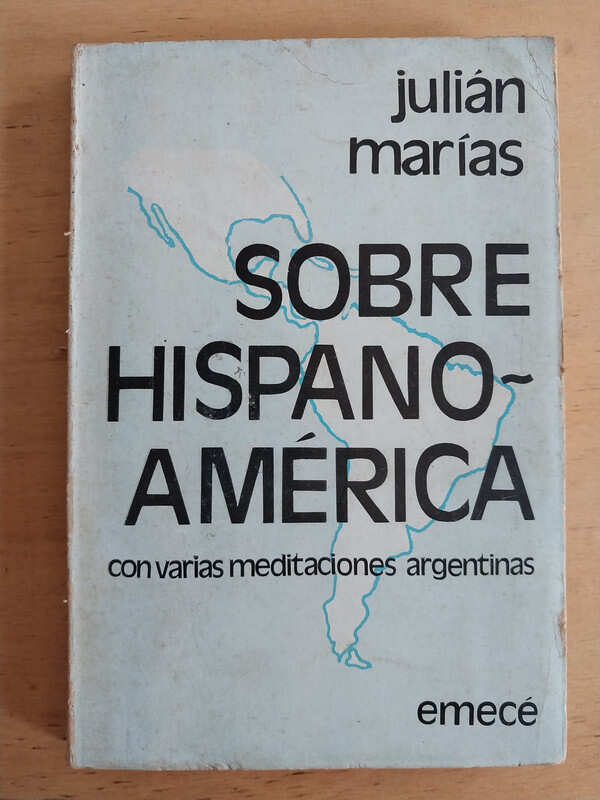 julián
marías
SOBRE
HISPANO-
AMÉRICA
con varias meditaciones argentinas
emecé